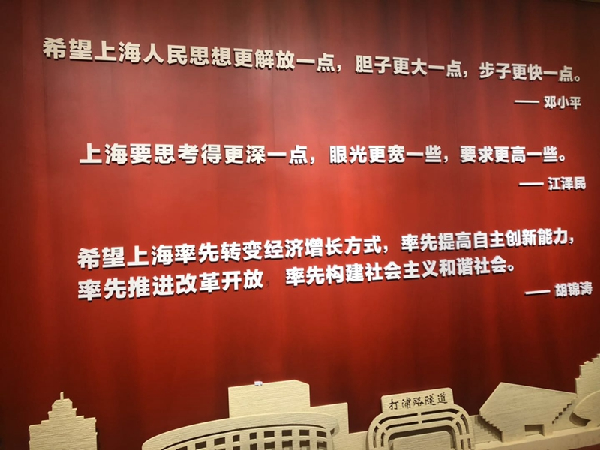 希望上海人民思想更解放一点，胆子更大一点，步子更快一点。
—— 邓小平
上海要思考得更深一点，眼光更宽一些，要求更高一些。
—— 江泽民
希望上海率先转变经济增长方式，率先提高自主创新能力，
率先推进改革开放，率先构建社会主义和谐社会。
—— 胡锦涛
打浦路隧道